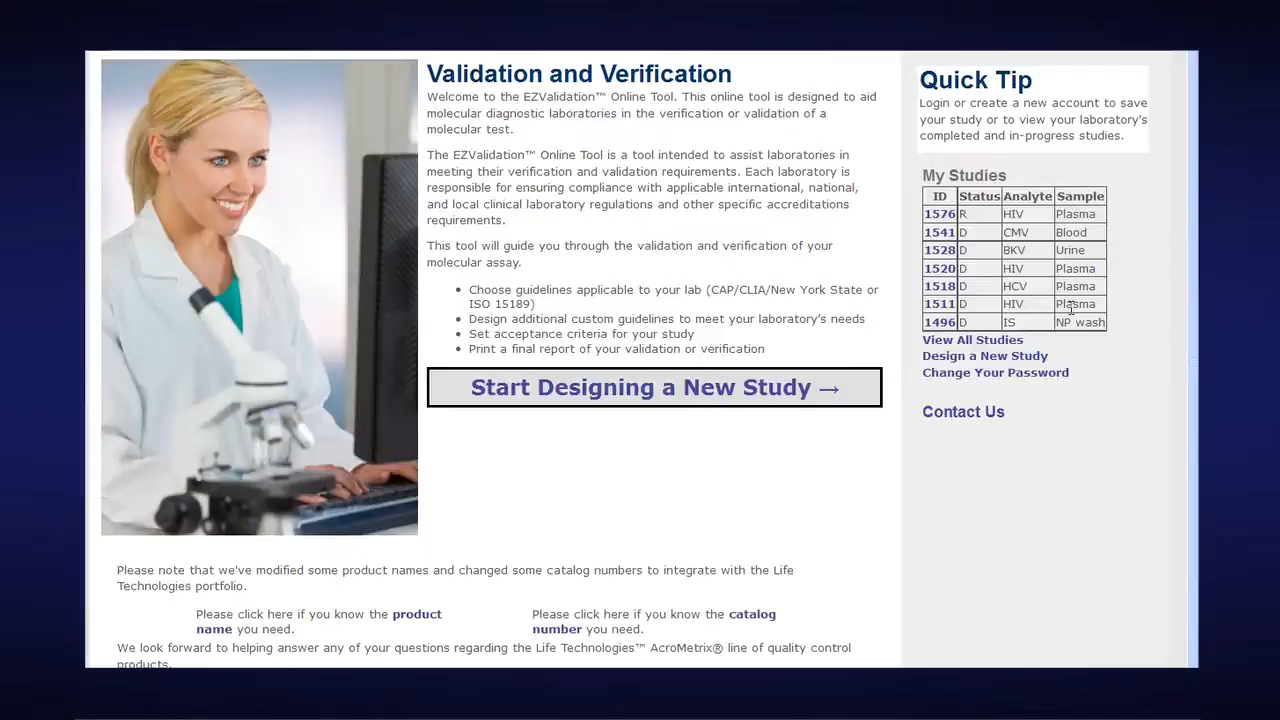 Validation and Verification
Welcome to the EZValidation™ Online Tool. This online tool is designed to aid
molecular diagnostic laboratories in the verification or validation of a
molecular test.
The EZValidation™ Online Tool is a tool intended to assist laboratories in
meeting their verification and validation requirements. Each laboratory is
responsible for ensuring compliance with applicable international, national,
and local clinical laboratory regulations and other specific accreditations
requirements.
This tool will guide you through the validation and verification of your
molecular assay.
• Choose guidelines applicable to your lab (CAP/CLIA/New York State or
ISO 15189)
• Design additional custom guidelines to meet your laboratory's needs
• Set acceptance criteria for your study
• Print a final report of your validation or verification
Start Designing a New Study →
Please note that we've modified some product names and changed some catalog numbers to integrate with the Life
Technologies portfolio.
Please click here if you know the product
name you need.
Please click here if you know the catalog
number you need.
We look forward to helping answer any of your questions regarding the Life Technologies™ AcroMetrix® line of quality control
products.
Quick Tip
Login or create a new account to save
your study or to view your laboratory's
completed and in-progress studies.
My Studies
ID Status Analyte Sample
1576 R HIV Plasma
1541 D CMV Blood
1528 D BKV Urine
1520 D HIV Plasma
1518 D HCV Plasma
1511 D HIV Plasma
1496 D IS NP wash
View All Studies
Design a New Study
Change Your Password
Contact Us